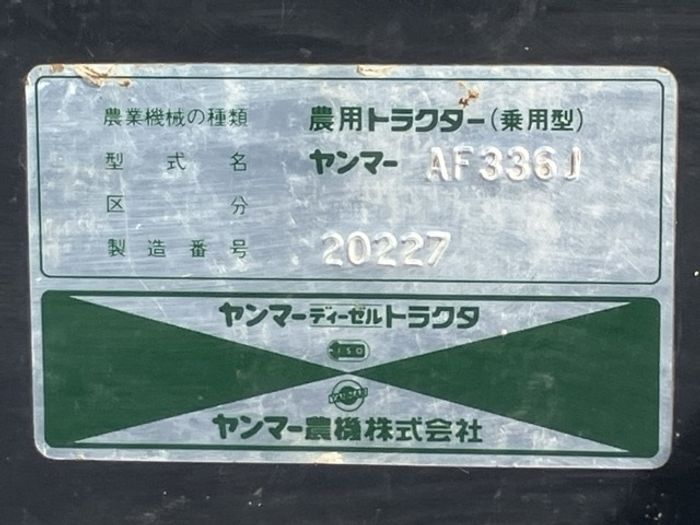 農業機械の種類 農用トラクター(乗用型)
型式名 ヤンマー AF336J
区分
製造番号 20227
ヤンマーディーゼルトラクタ
ISO
YANMAR
ヤンマー農機株式会社